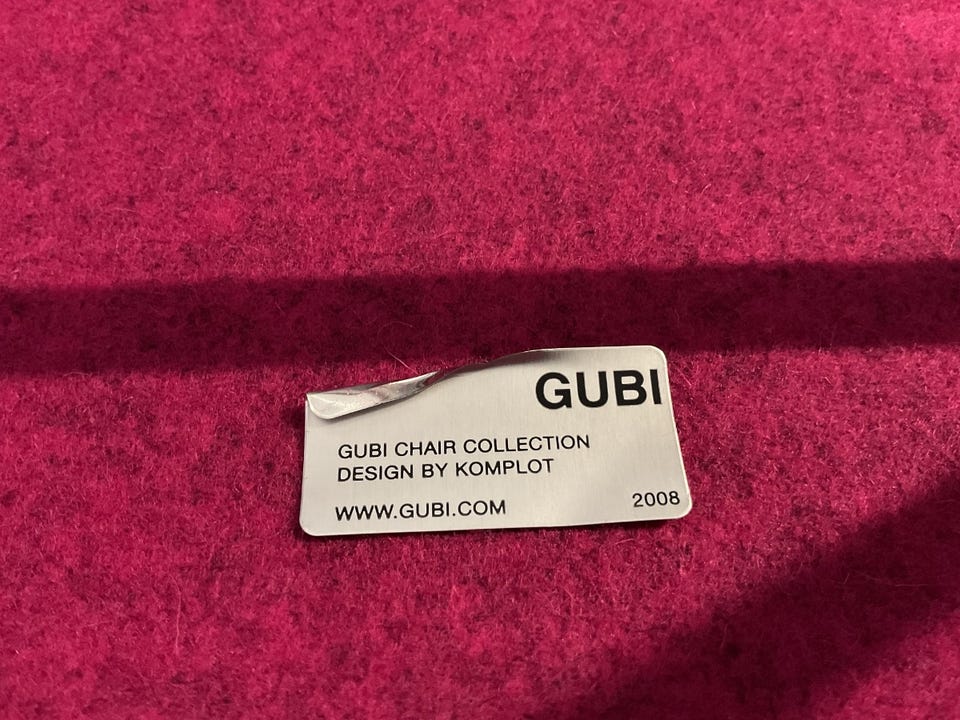 GUBI
GUBI CHAIR COLLECTION
DESIGN BY KOMPLOT
WWW.GUBI.COM
2008